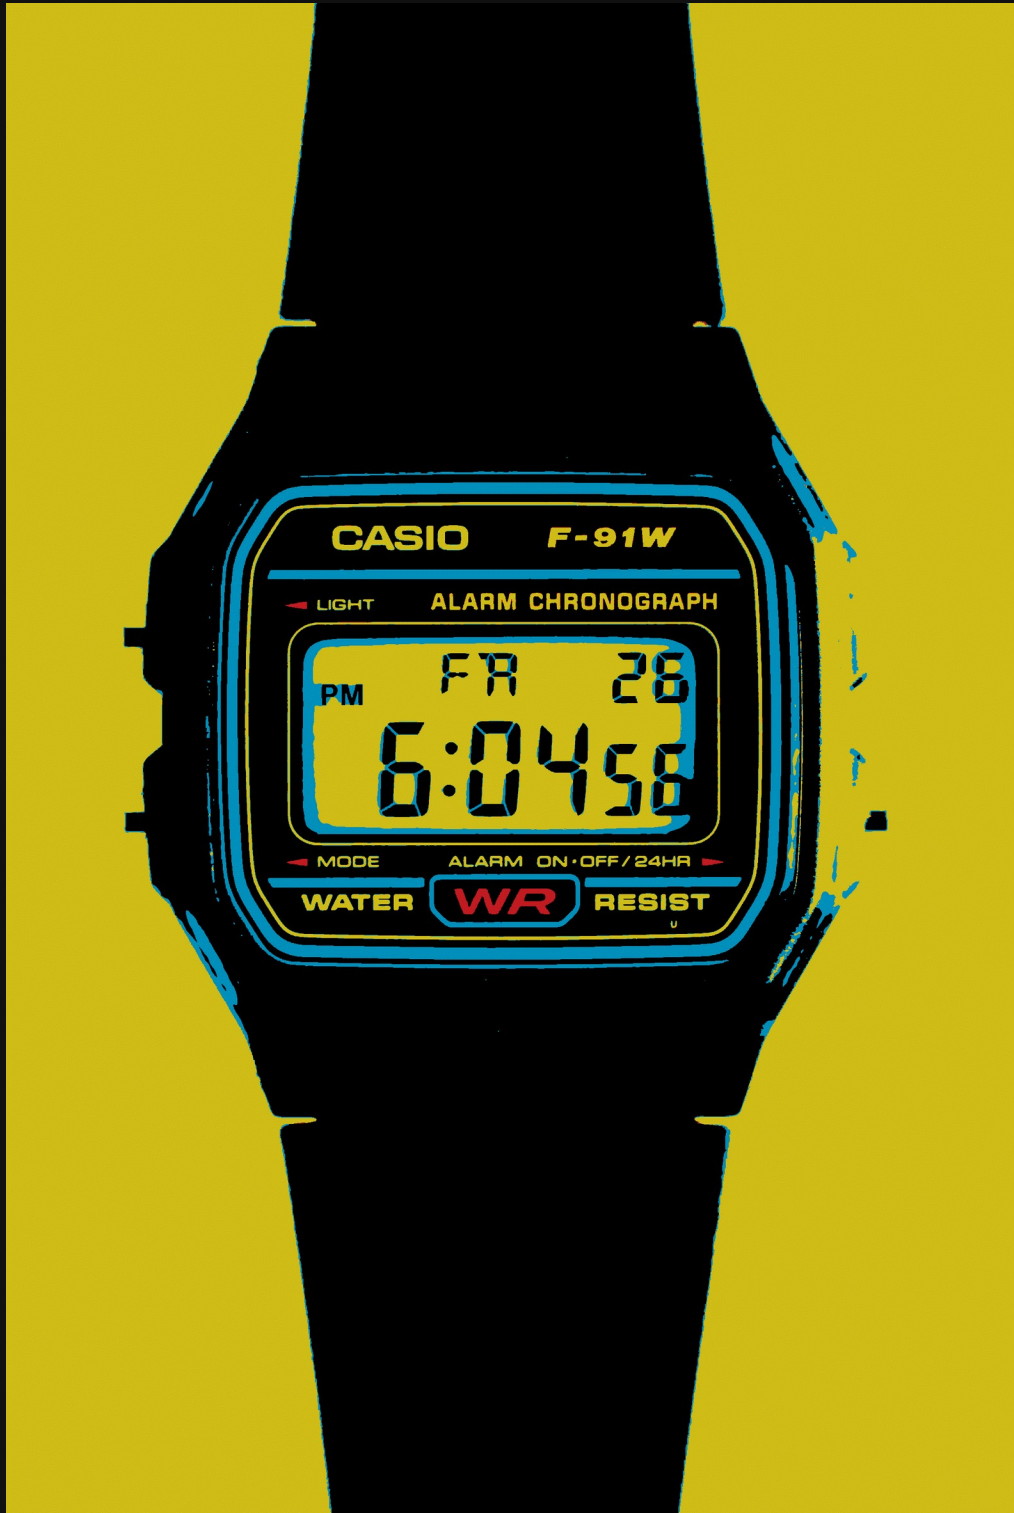 CASIO F-91W
LIGHT ALARM CHRONOGRAPH
FR 26
PM
6:04 56
MODE ALARM ON·OFF/24HR
WATER WR RESIST
U